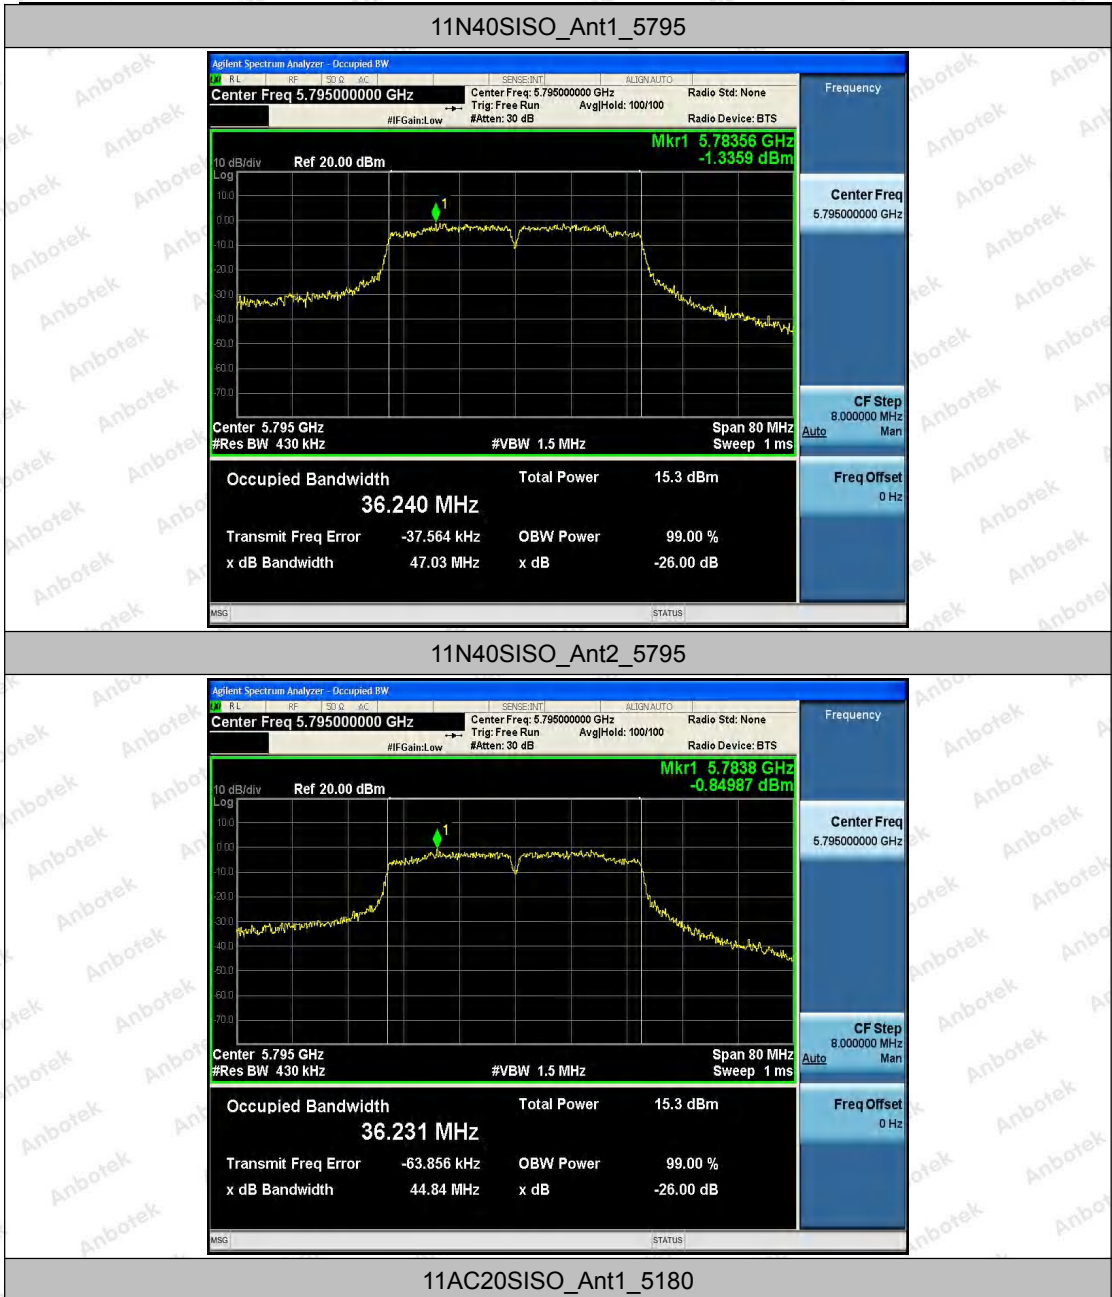 11N40SISO_Ant1_5795
Agilent Spectrum Analyzer - Occupied BW
RL RF 50 Ω AC SENSE:INT ALIGNAUTO
Center Freq 5.795000000 GHz
Center Freq: 5.795000000 GHz Radio Std: None
Trig: Free Run Avg|Hold: 100/100
#IFGain:Low #Atten: 30 dB Radio Device: BTS
Mkr1 5.78356 GHz
-1.3359 dBm
10 dB/div Ref 20.00 dBm
Log
10.0
0.00
-10.0
-20.0
-30.0
-40.0
-50.0
-60.0
-70.0
1
Center 5.795 GHz Span 80 MHz
#Res BW 430 kHz #VBW 1.5 MHz Sweep 1 ms
Occupied Bandwidth Total Power 15.3 dBm
36.240 MHz
Transmit Freq Error -37.564 kHz OBW Power 99.00 %
x dB Bandwidth 47.03 MHz x dB -26.00 dB
MSG STATUS
Frequency
Center Freq
5.795000000 GHz
CF Step
8.000000 MHz
Auto Man
Freq Offset
0 Hz
11N40SISO_Ant2_5795
Agilent Spectrum Analyzer - Occupied BW
RL RF 50 Ω AC SENSE:INT ALIGNAUTO
Center Freq 5.795000000 GHz
Center Freq: 5.795000000 GHz Radio Std: None
Trig: Free Run Avg|Hold: 100/100
#IFGain:Low #Atten: 30 dB Radio Device: BTS
Mkr1 5.7838 GHz
-0.84987 dBm
10 dB/div Ref 20.00 dBm
Log
10.0
0.00
-10.0
-20.0
-30.0
-40.0
-50.0
-60.0
-70.0
1
Center 5.795 GHz Span 80 MHz
#Res BW 430 kHz #VBW 1.5 MHz Sweep 1 ms
Occupied Bandwidth Total Power 15.3 dBm
36.231 MHz
Transmit Freq Error -63.856 kHz OBW Power 99.00 %
x dB Bandwidth 44.84 MHz x dB -26.00 dB
MSG STATUS
Frequency
Center Freq
5.795000000 GHz
CF Step
8.000000 MHz
Auto Man
Freq Offset
0 Hz
11AC20SISO_Ant1_5180
Anbotek